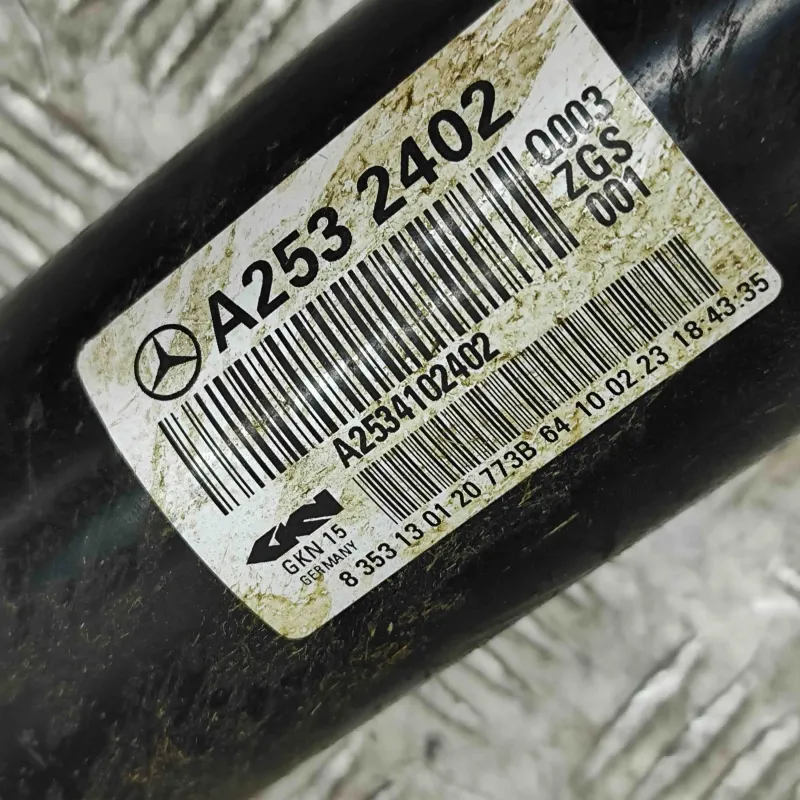 A253 2402
Q003
ZGS
001
A2534102402
GKN
GKN 15
GERMANY
8 353 13 01 20 773B 64 10.02.23 18:43:35